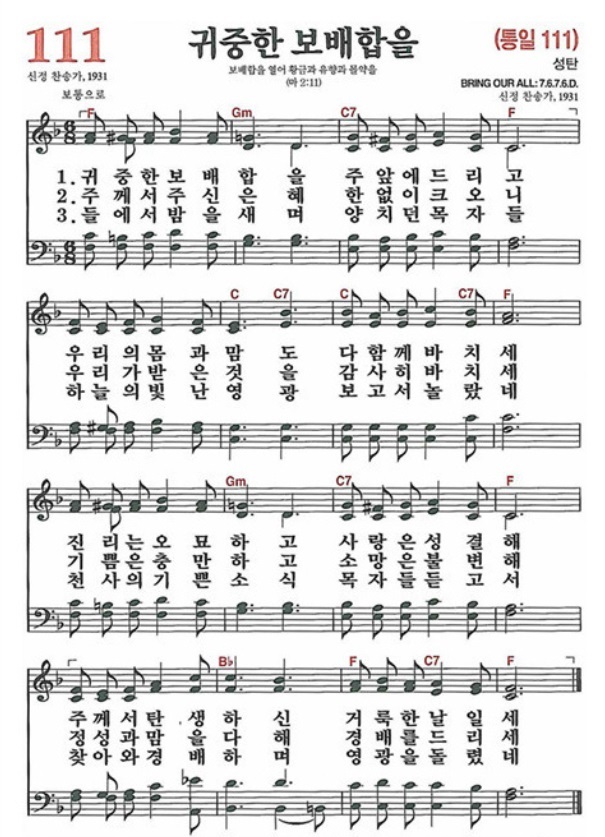 111
귀중한 보배합을
(통일 111)
신정 찬송가, 1931
보배합을 열어 황금과 유향과 몰약을
(마 2:11)
성탄
보통으로
BRING OUR ALL: 7.6.7.6.D.
신정 찬송가, 1931
F Gm C7 F
1. 귀 중 한 보 배 합 을 주 앞 에 드 리 고
2. 주 께 서 주 신 은 혜 한 없 이 크 오 니
3. 들 에 서 밤 을 새 며 양 치 던 목 자 들
C C7 C C7 F
우 리 의 몸 과 맘 도 다 함 께 바 치 세
우 리 가 받 은 것 을 감 사 히 바 치 세
하 늘 의 빛 난 영 광 보 고 서 놀 랐 네
Gm C7 F
진 리 는 오 묘 하 고 사 랑 은 성 결 해
기 쁨 은 충 만 하 고 소 망 은 불 변 해
천 사 의 기 쁜 소 식 목 자 들 듣 고 서
B♭ F C7 F
주 께 서 탄 생 하 신 거 룩 한 날 일 세
정 성 과 맘 을 다 해 경 배 를 드 리 세
찾 아 와 경 배 하 며 영 광 을 돌 렸 네